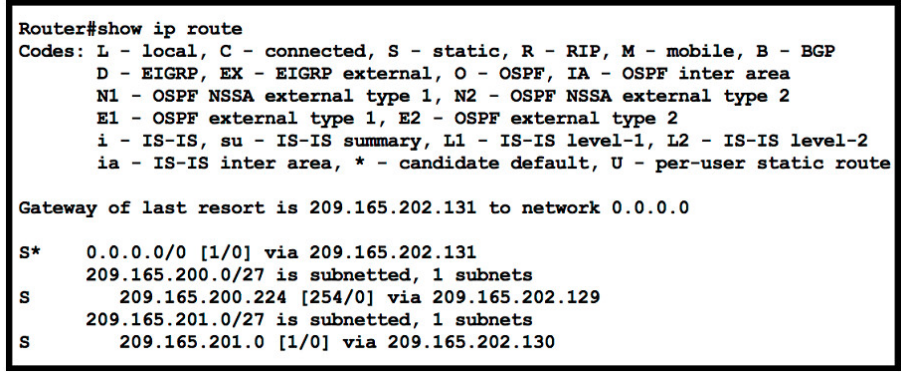 Router#show ip route
Codes: L - local, C - connected, S - static, R - RIP, M - mobile, B - BGP
D - EIGRP, EX - EIGRP external, O - OSPF, IA - OSPF inter area
N1 - OSPF NSSA external type 1, N2 - OSPF NSSA external type 2
E1 - OSPF external type 1, E2 - OSPF external type 2
i - IS-IS, su - IS-IS summary, L1 - IS-IS level-1, L2 - IS-IS level-2
ia - IS-IS inter area, * - candidate default, U - per-user static route
Gateway of last resort is 209.165.202.131 to network 0.0.0.0
S* 0.0.0.0/0 [1/0] via 209.165.202.131
209.165.200.0/27 is subnetted, 1 subnets
S 209.165.200.224 [254/0] via 209.165.202.129
209.165.201.0/27 is subnetted, 1 subnets
S 209.165.201.0 [1/0] via 209.165.202.130